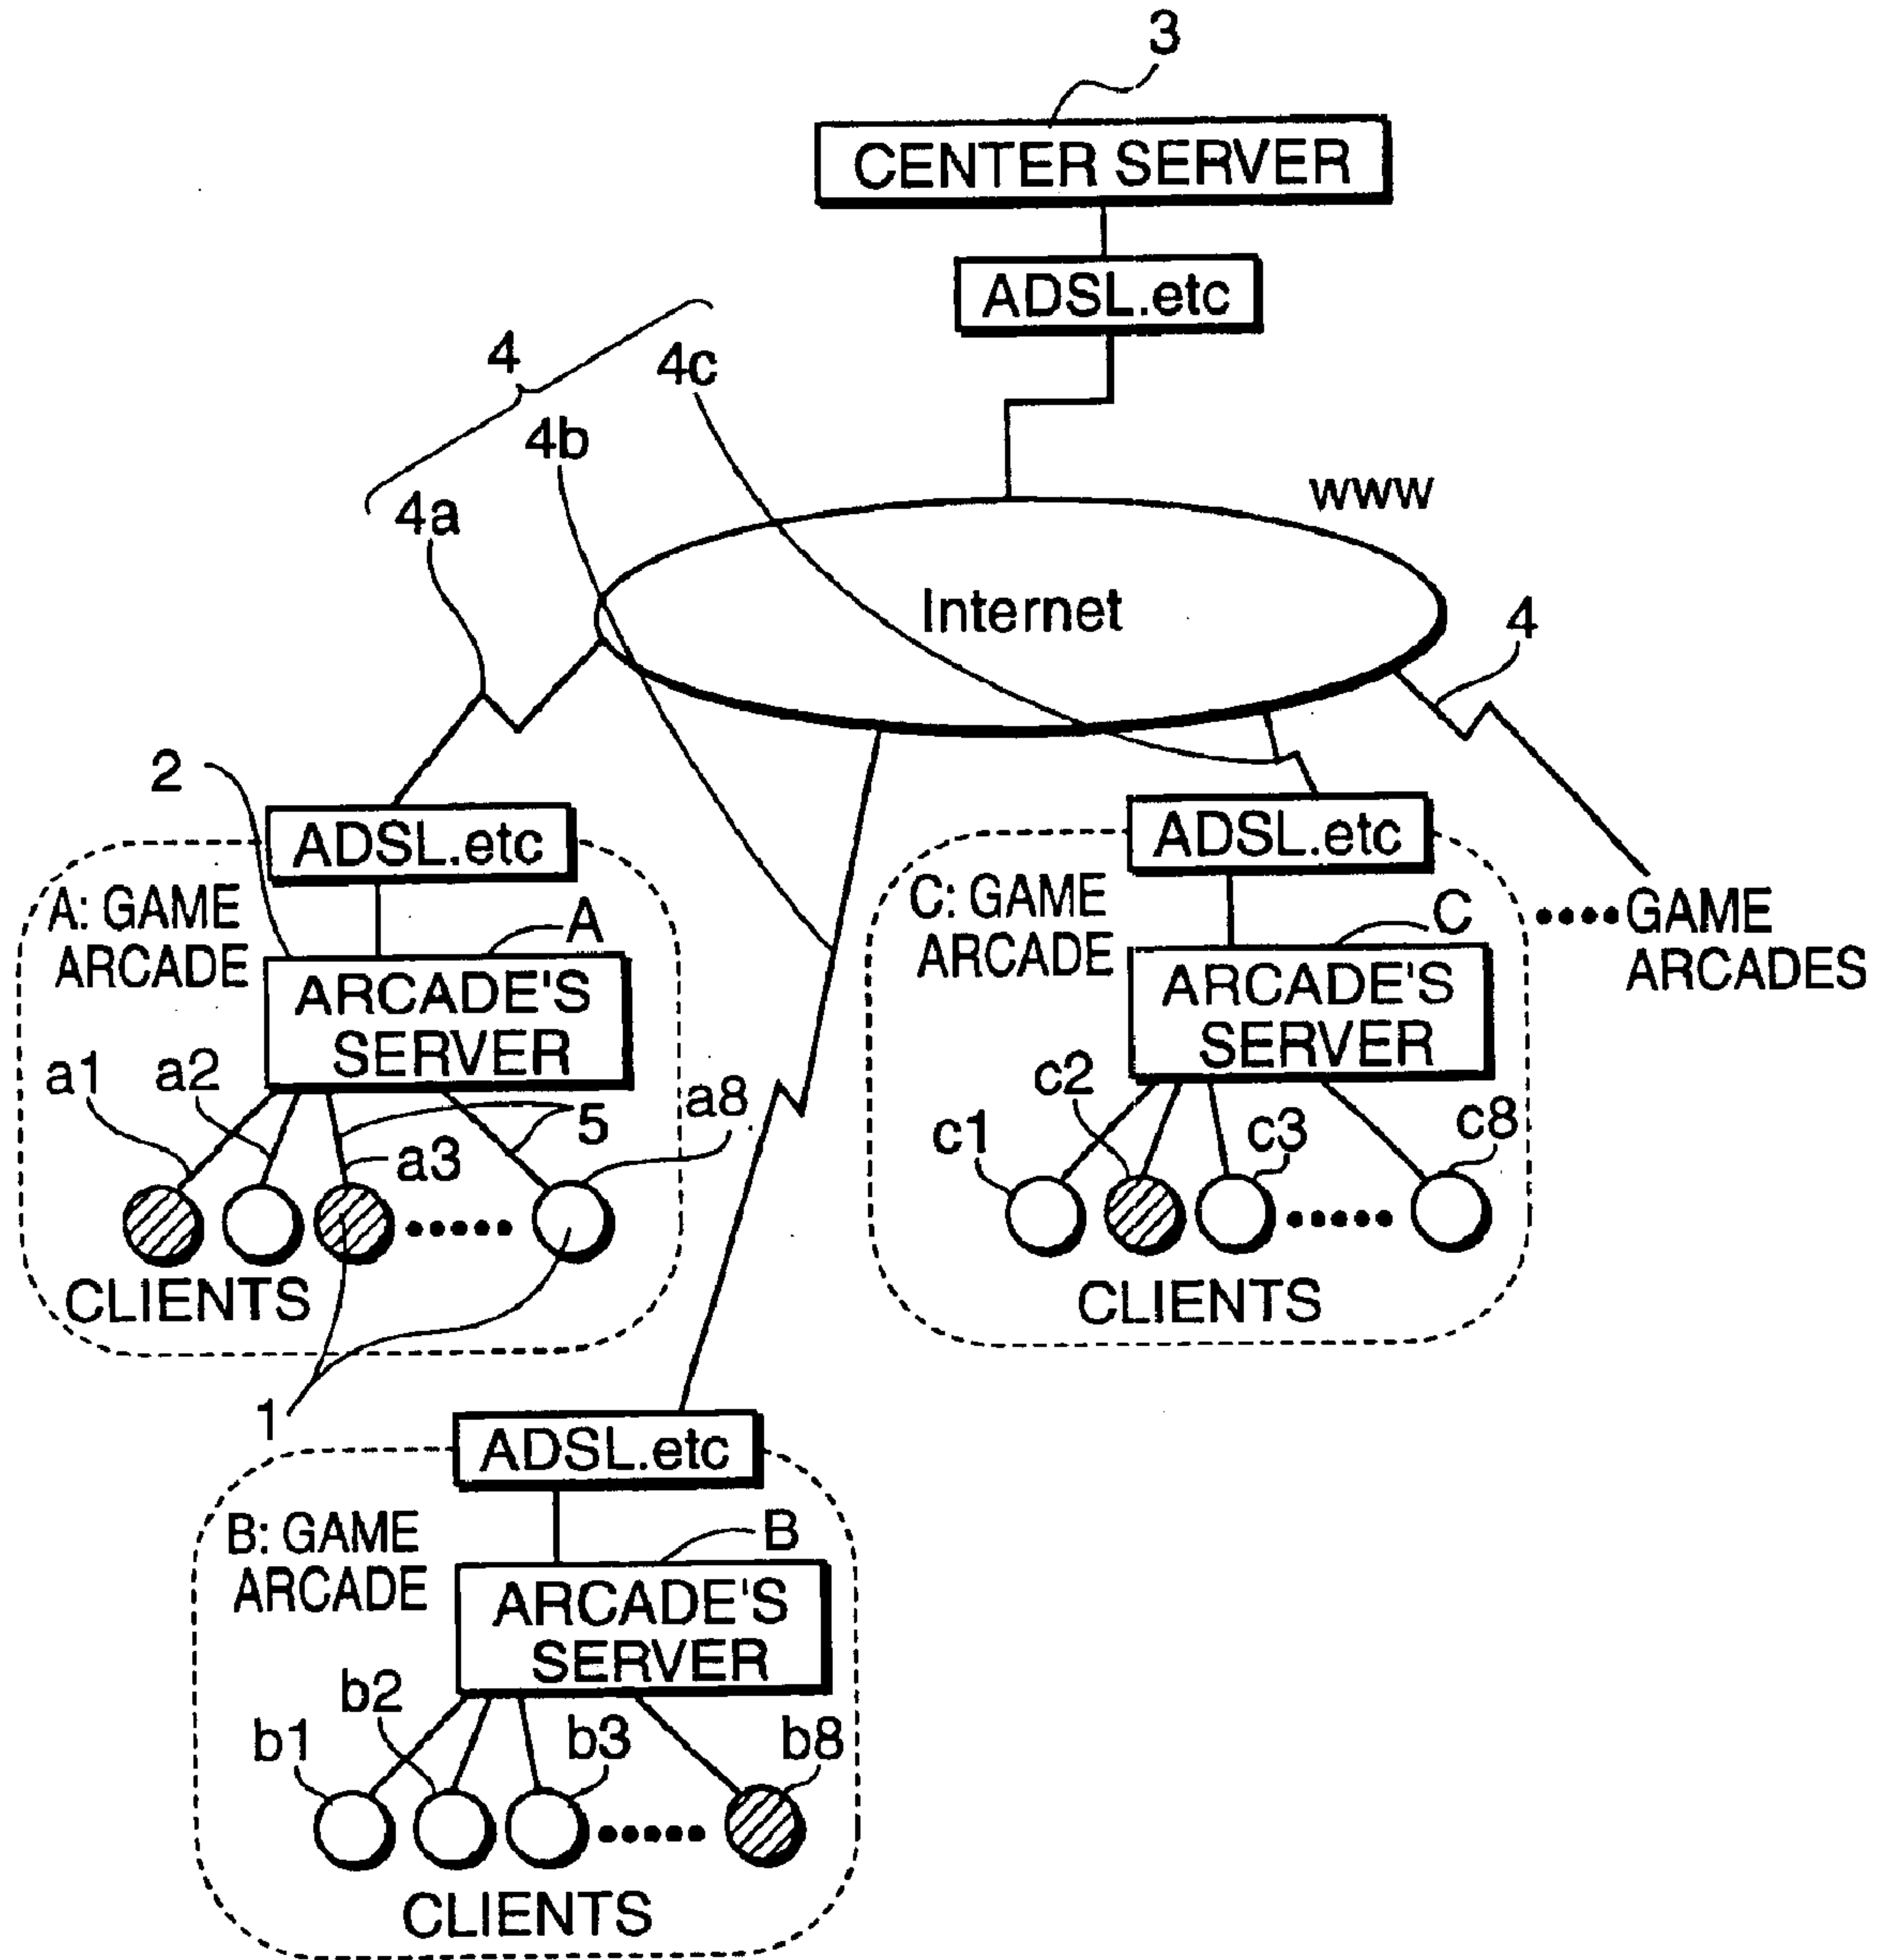 3
CENTER SERVER
ADSL.etc
4
4c
4b
4a
www
Internet
4
2
ADSL.etc
A: GAME
ARCADE
A
ARCADE'S
SERVER
a1
a2
a3
5
a8
CLIENTS
1
ADSL.etc
C: GAME
ARCADE
C
ARCADE'S
SERVER
c1
c2
c3
c8
CLIENTS
GAME
ARCADES
ADSL.etc
B: GAME
ARCADE
B
ARCADE'S
SERVER
b1
b2
b3
b8
CLIENTS